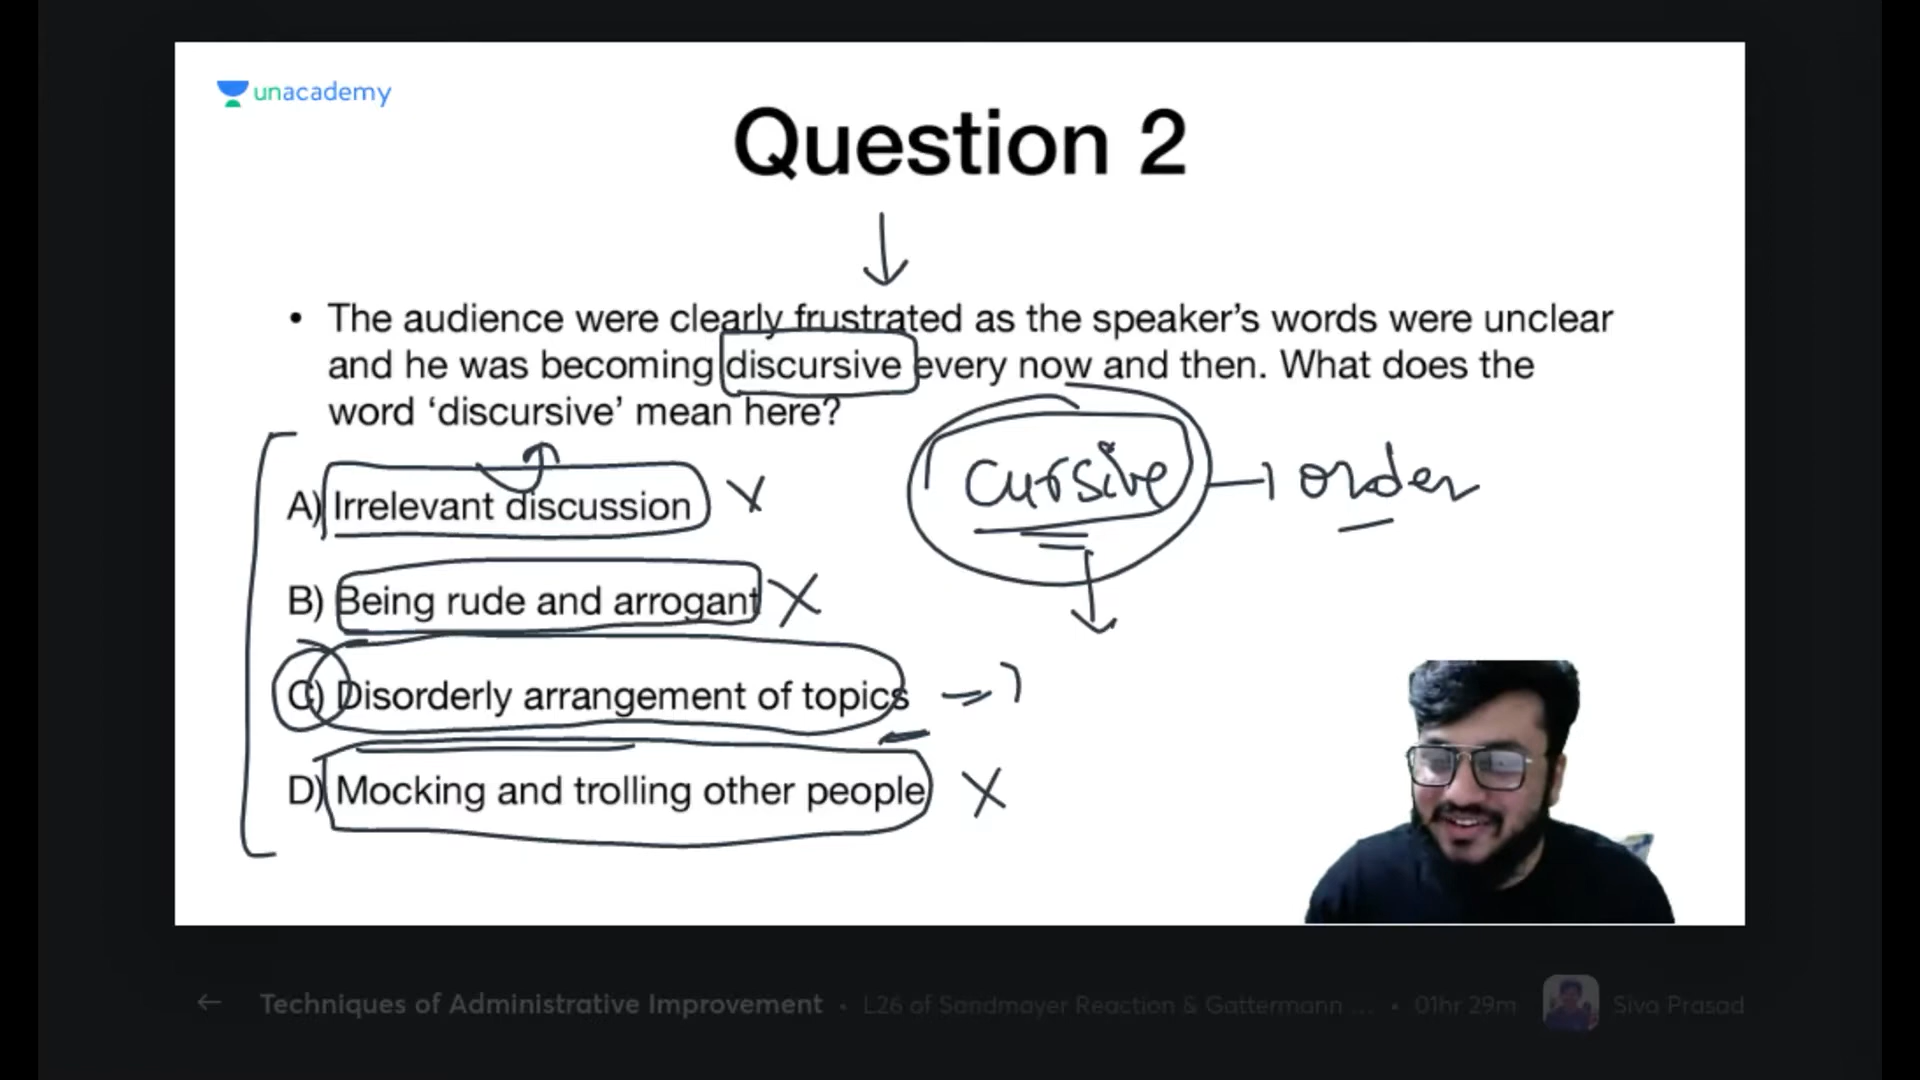 unacademy
Question 2
• The audience were clearly frustrated as the speaker's words were unclear
and he was becoming discursive every now and then. What does the
word ‘discursive’ mean here?
A) Irrelevant discussion X
cursive → order
B) Being rude and arrogant X
C) Disorderly arrangement of topics
D) Mocking and trolling other people X
← Techniques of Administrative Improvement • L26 of Sandmayer Reaction & Gattermann ... • 01hr 29m Siva Prasad